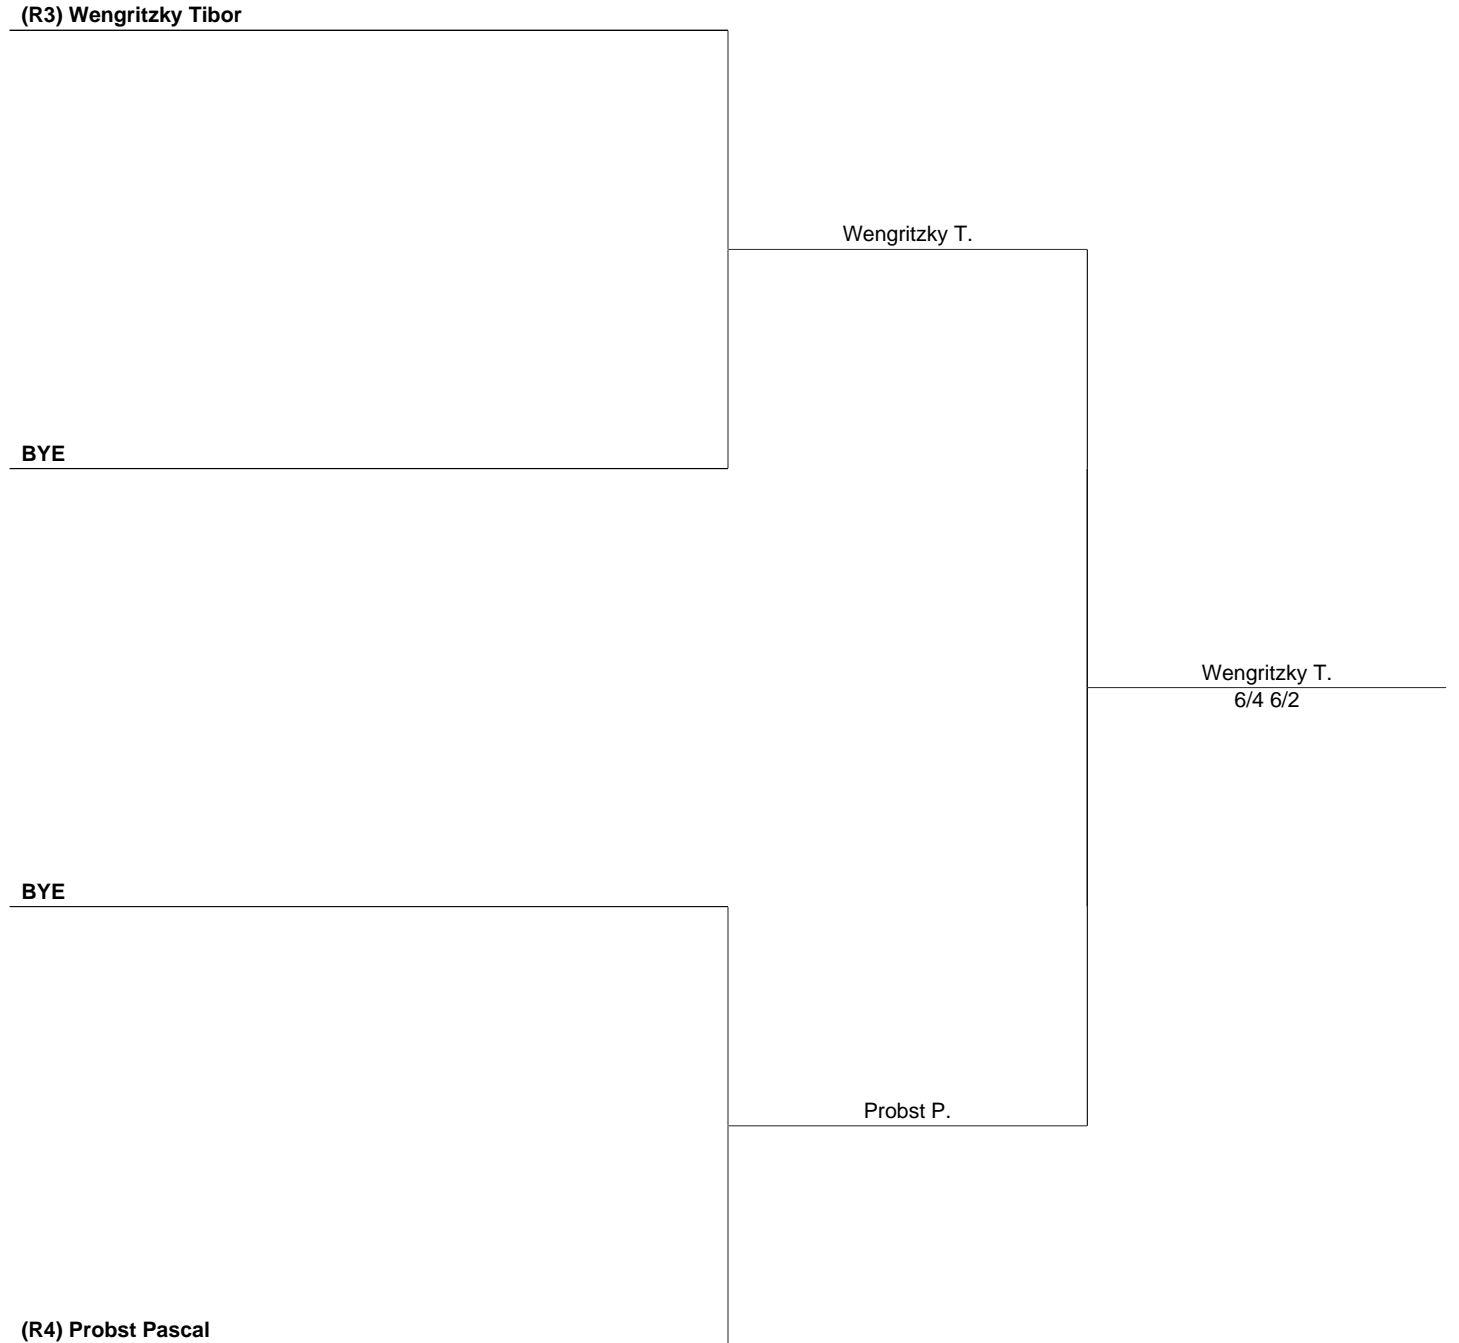 (R3) Wengritzky Tibor
Wengritzky T.
BYE
Wengritzky T.
6/4 6/2
BYE
Probst P.
(R4) Probst Pascal